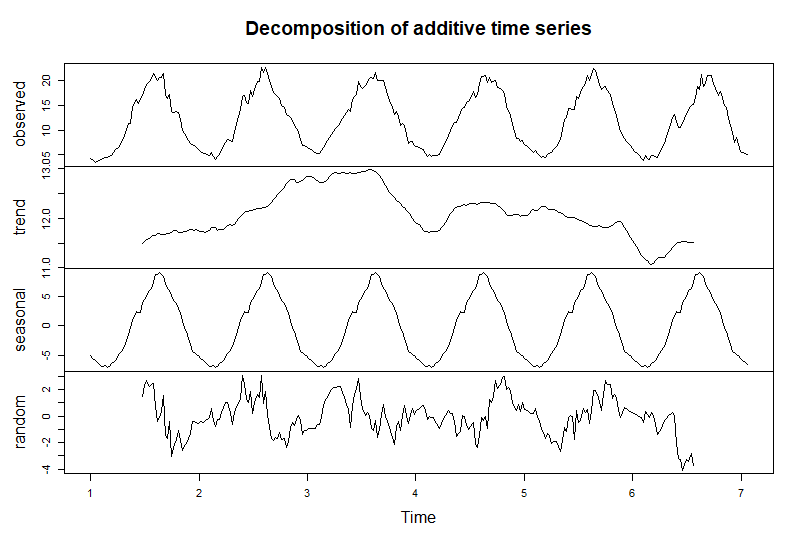 Decomposition of additive time series
observed
5 10 15 20
trend
11.0 12.0 13.0
seasonal
-5 0 5
random
-4 -2 0 2
1 2 3 4 5 6 7
Time